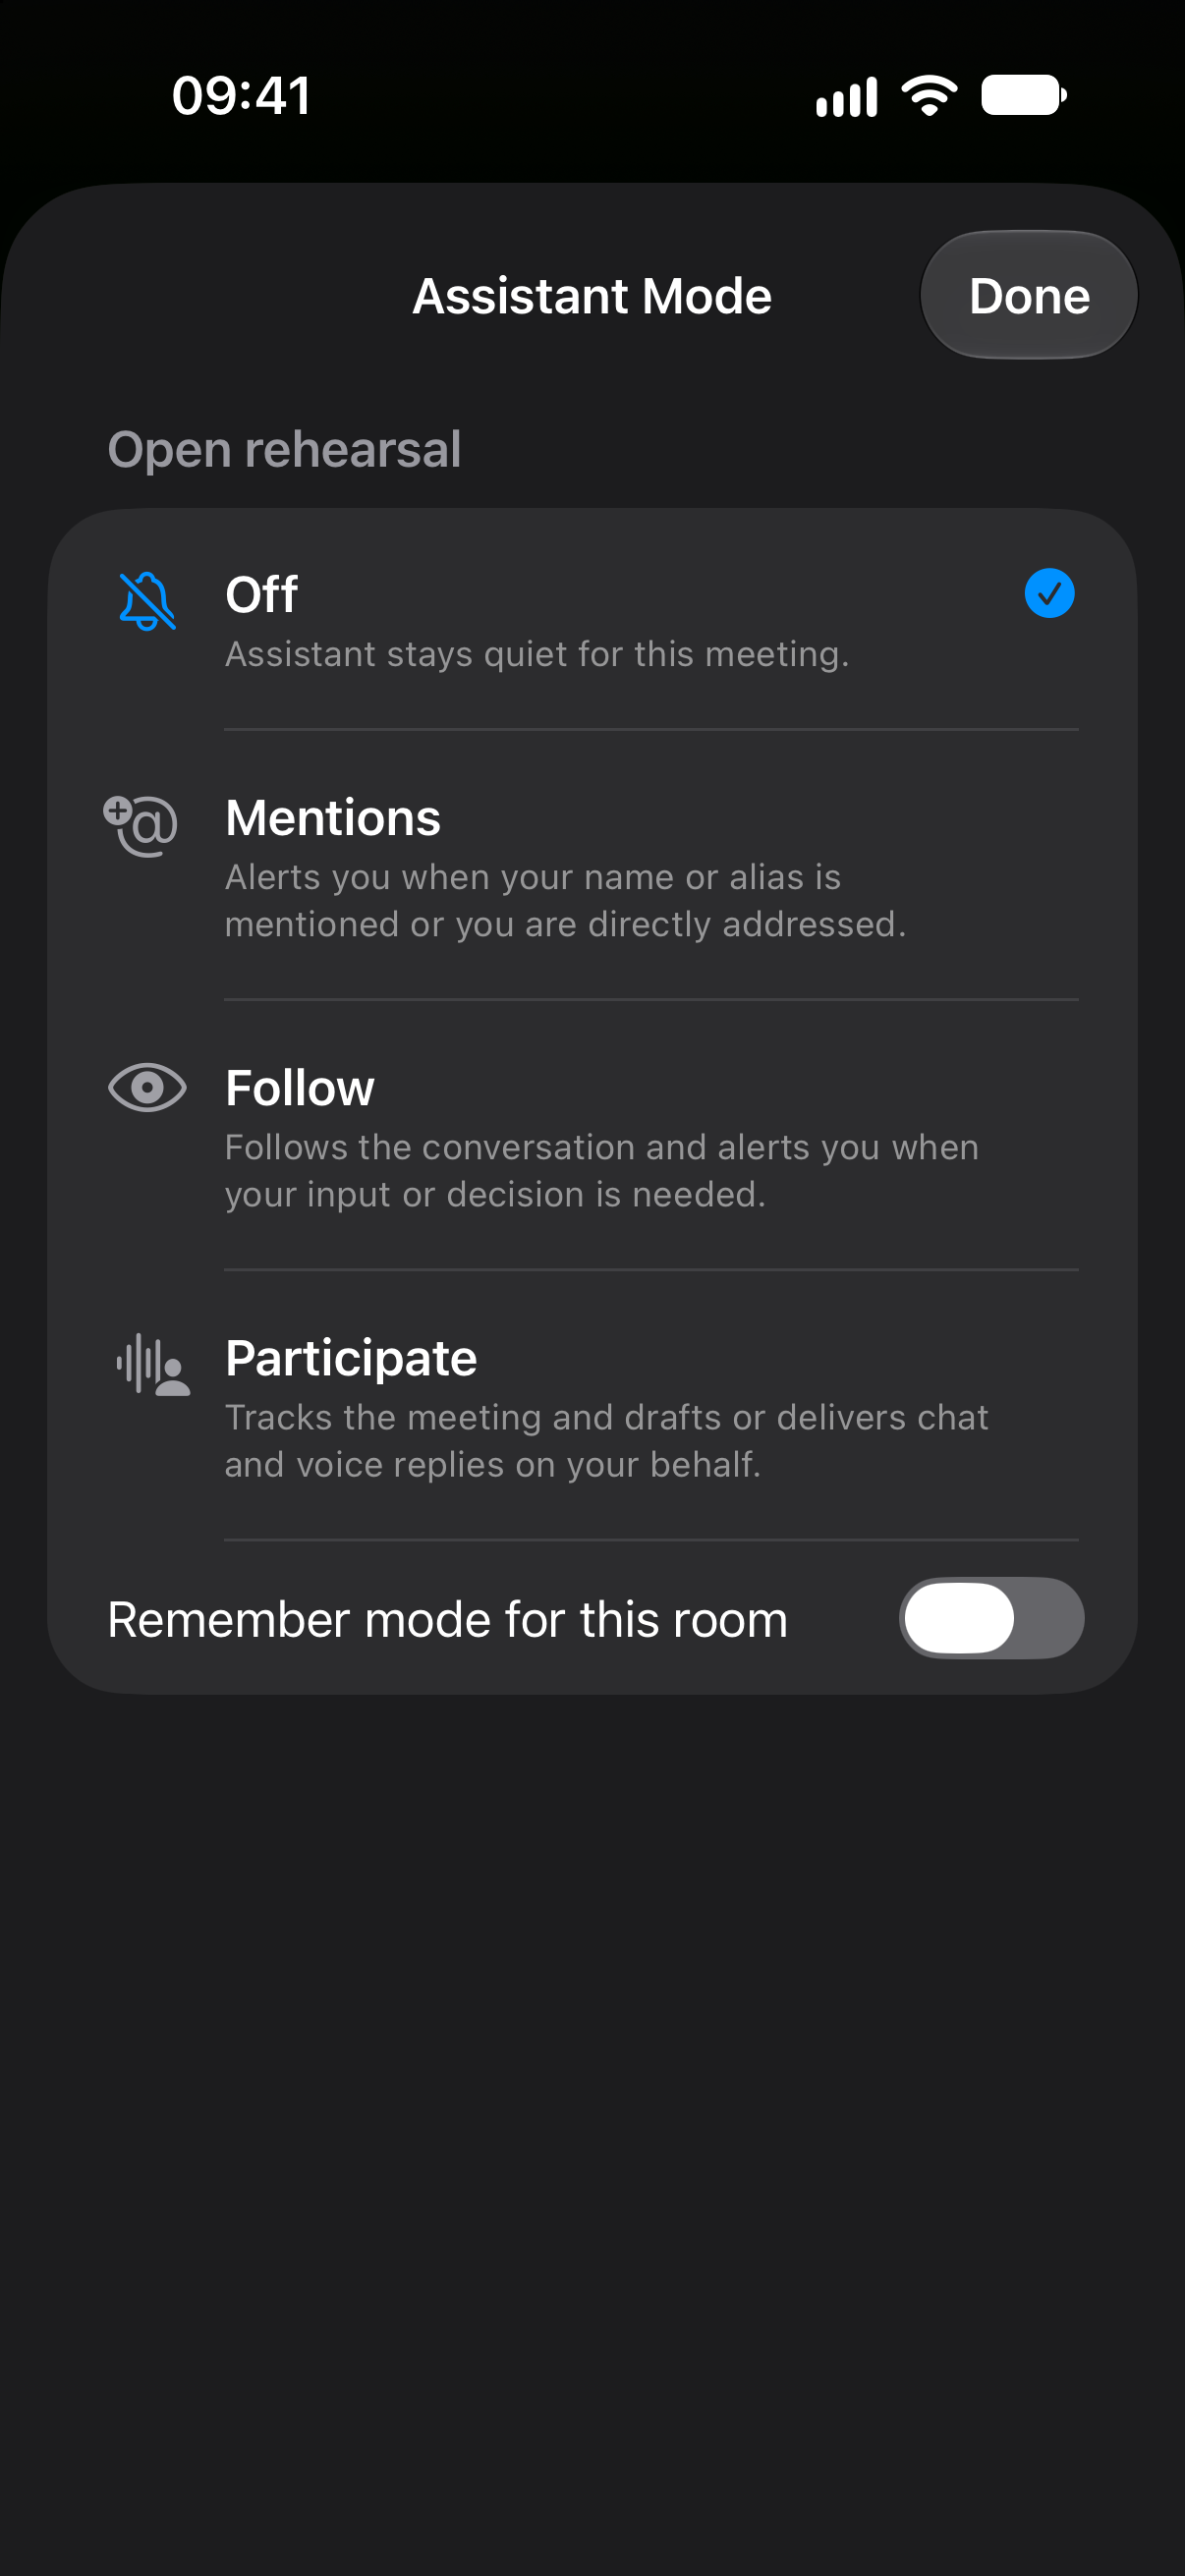 09:41
Assistant Mode
Done
Open rehearsal
Off
Assistant stays quiet for this meeting.
Mentions
Alerts you when your name or alias is
mentioned or you are directly addressed.
Follow
Follows the conversation and alerts you when
your input or decision is needed.
Participate
Tracks the meeting and drafts or delivers chat
and voice replies on your behalf.
Remember mode for this room